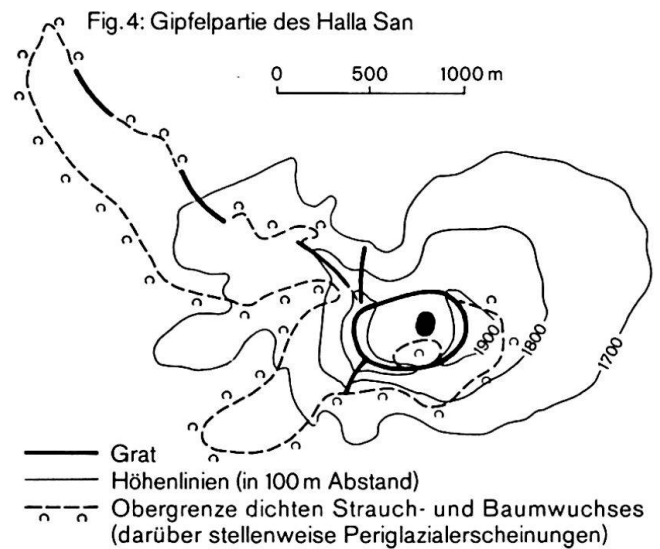 Fig. 4: Gipfelpartie des Halla San
0 500 1000 m
1900
1800
1700
Grat
Höhenlinien (in 100 m Abstand)
Obergrenze dichten Strauch- und Baumwuchses
(darüber stellenweise Periglazialerscheinungen)